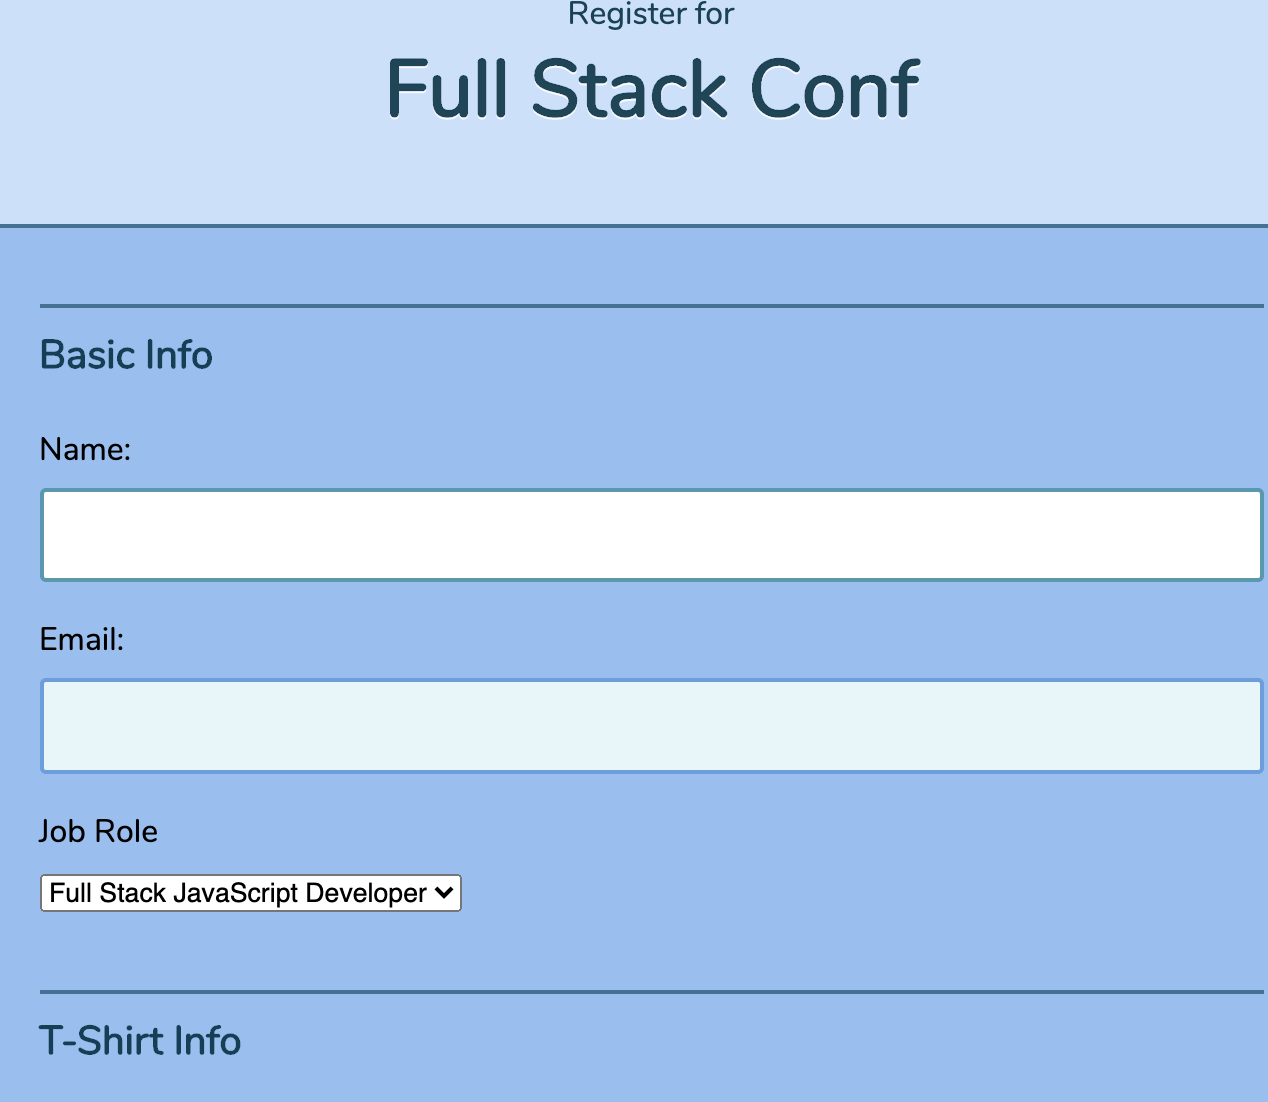 Register for
Full Stack Conf
Basic Info
Name:
Email:
Job Role
Full Stack JavaScript Developer
T-Shirt Info